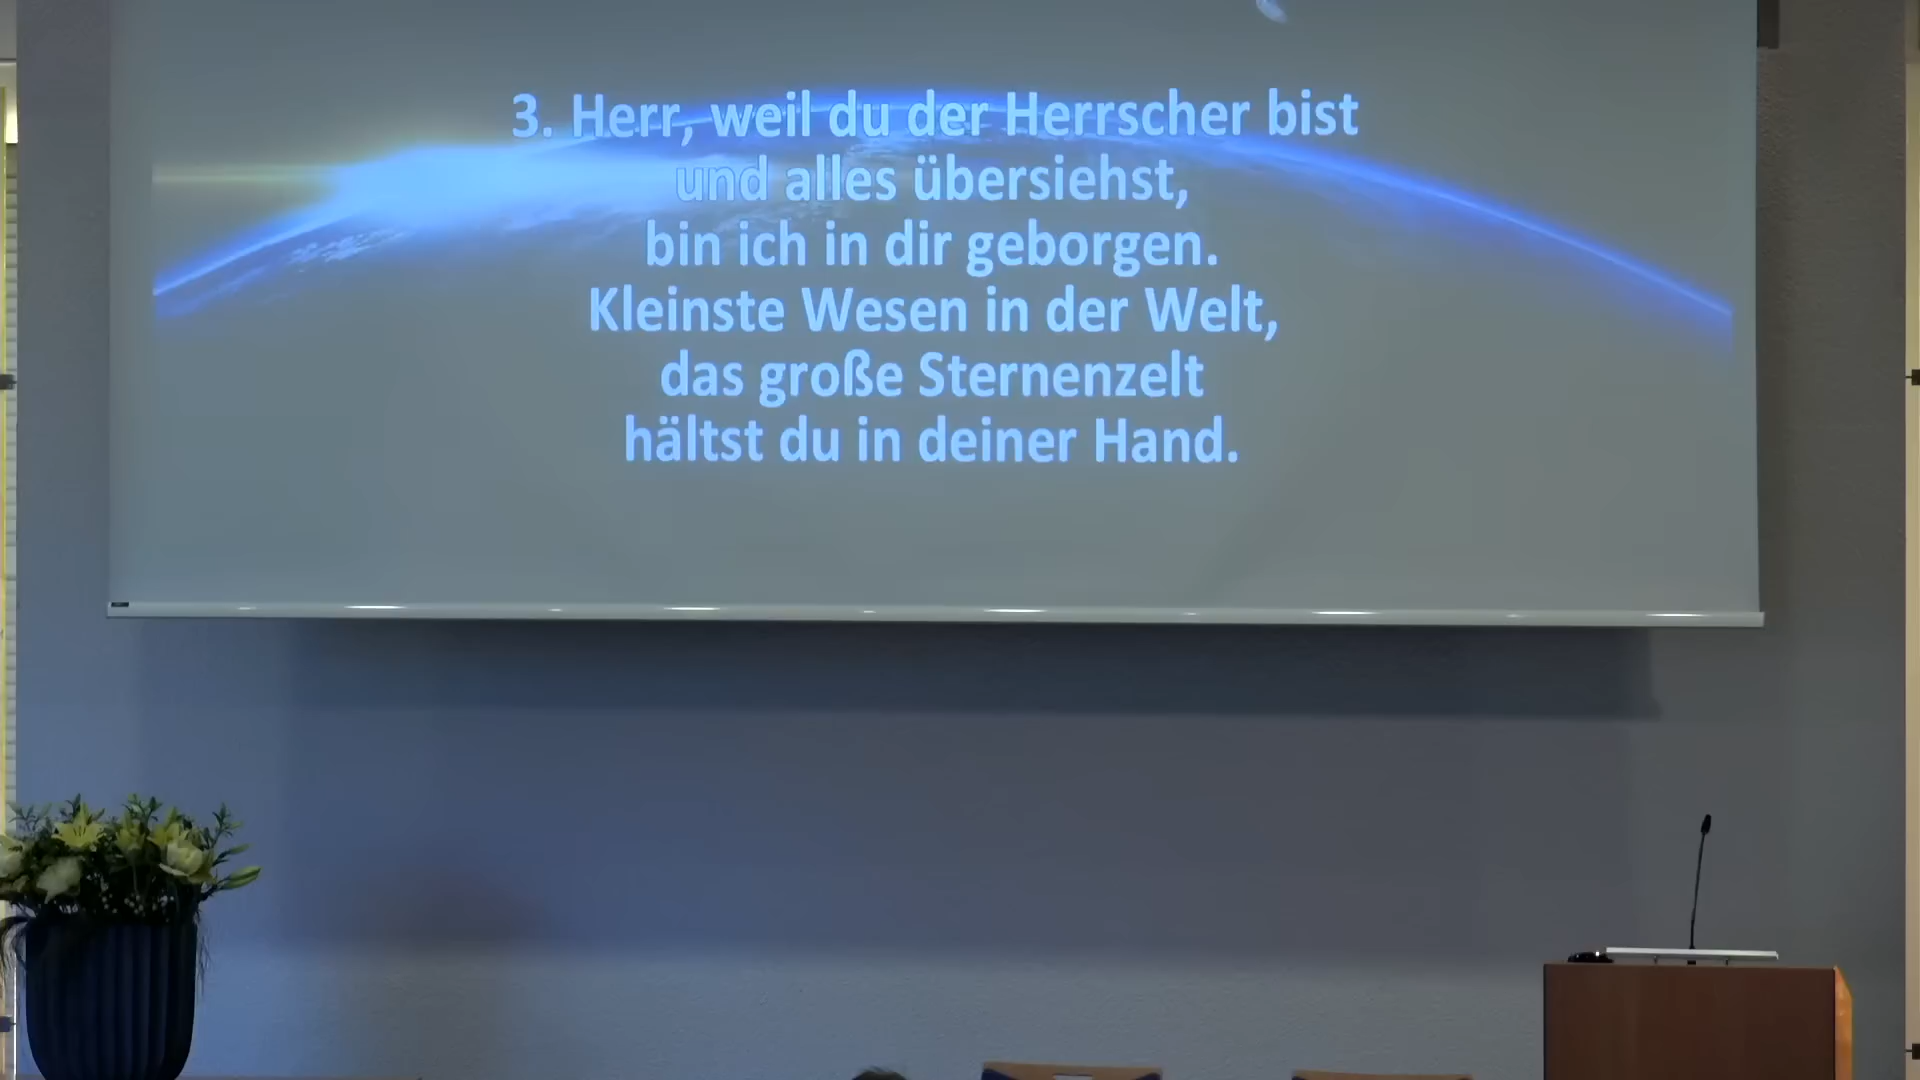 3. Herr, weil du der Herrscher bist
und alles übersiehst,
bin ich in dir geborgen.
Kleinste Wesen in der Welt,
das große Sternenzelt
hältst du in deiner Hand.